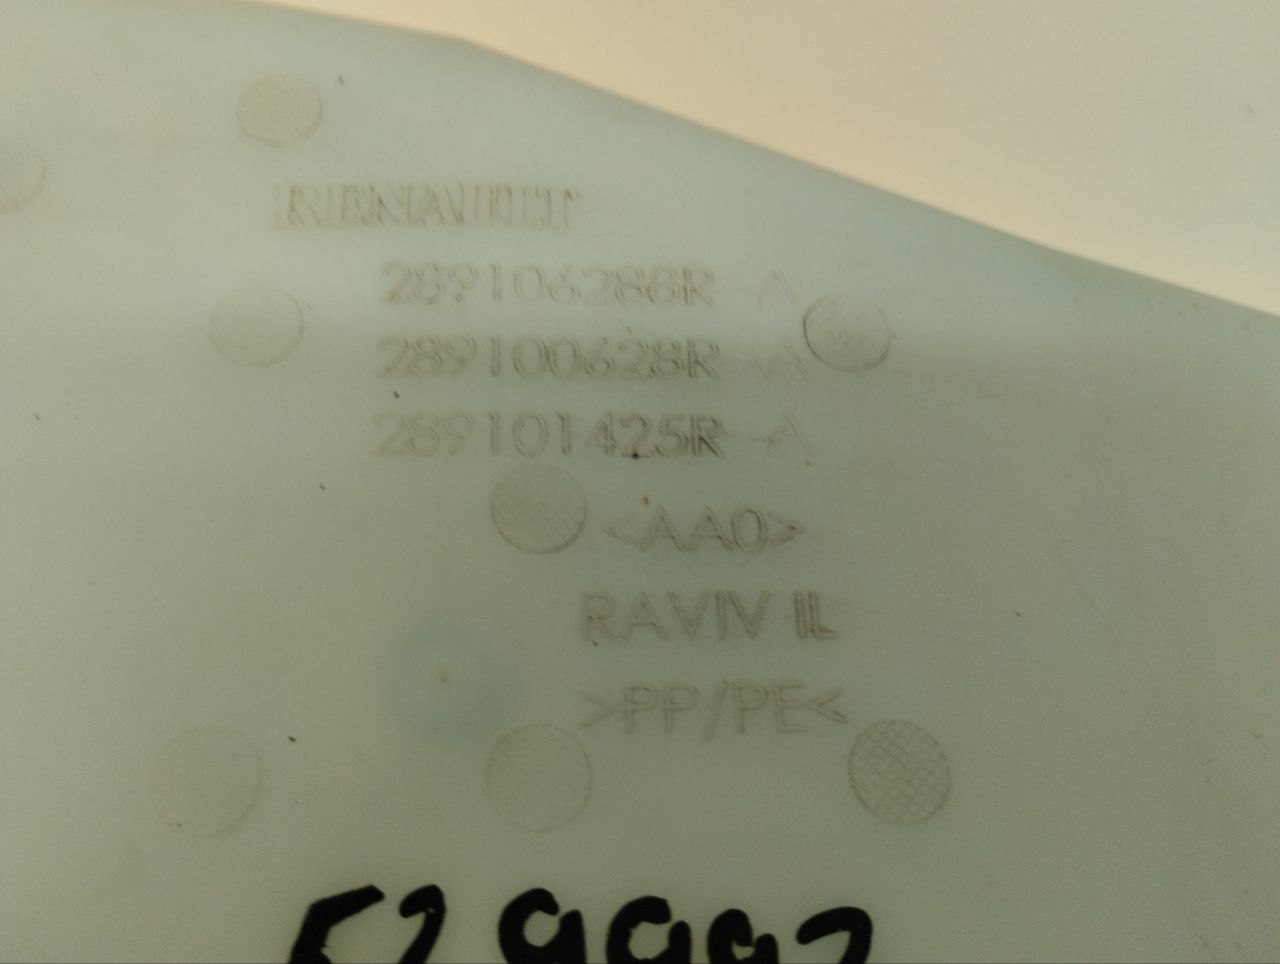 RENAULT
289106288R-A
289100628R-A
289101425R-A
<AA0>
RAVIV IL
>PP/PE<